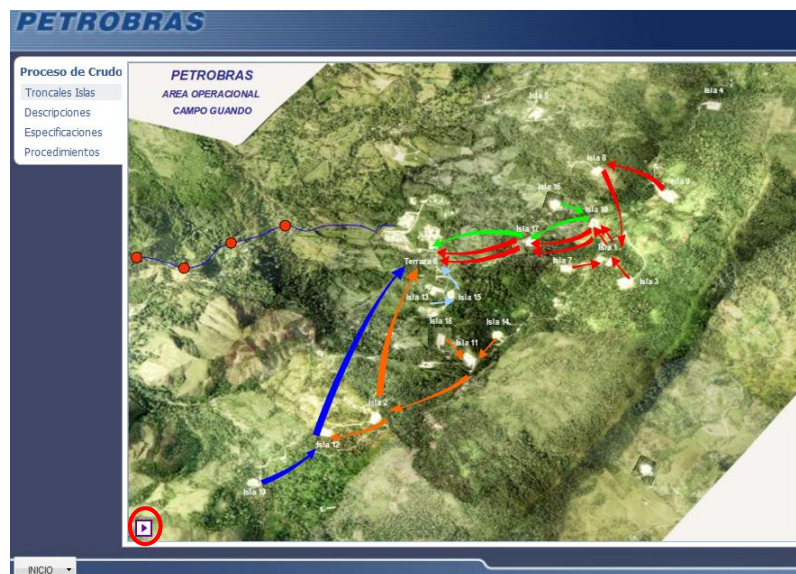 PETROBRAS
Proceso de Crudo
Troncales Islas
Descripciones
Especificaciones
Procedimientos
PETROBRAS
AREA OPERACIONAL
CAMPO GUANDO
Isla 4
Isla 5
Isla 8
Isla 9
Isla 16
Isla 10
Isla 17
Isla 1
Terraza 6
Isla 7
Isla 3
Isla 13
Isla 15
Isla 18
Isla 14
Isla 11
Isla 2
Isla 12
Isla 19
INICIO